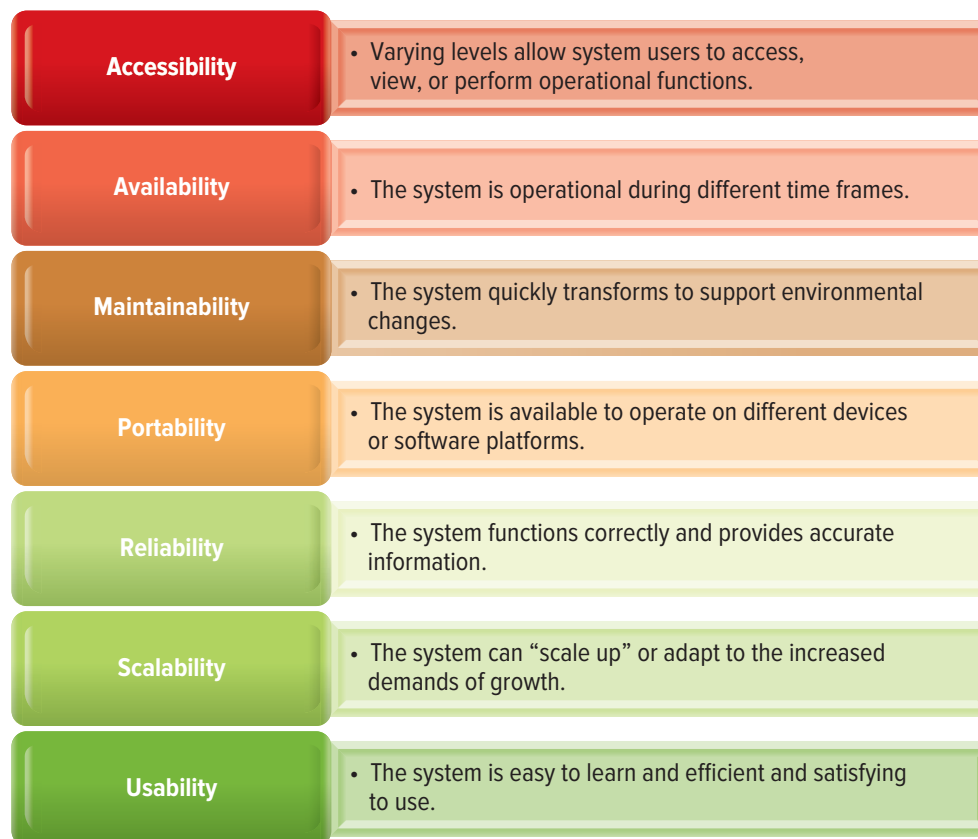 Accessibility
• Varying levels allow system users to access,
view, or perform operational functions.
Availability
• The system is operational during different time frames.
Maintainability
• The system quickly transforms to support environmental
changes.
Portability
• The system is available to operate on different devices
or software platforms.
Reliability
• The system functions correctly and provides accurate
information.
Scalability
• The system can “scale up” or adapt to the increased
demands of growth.
Usability
• The system is easy to learn and efficient and satisfying
to use.